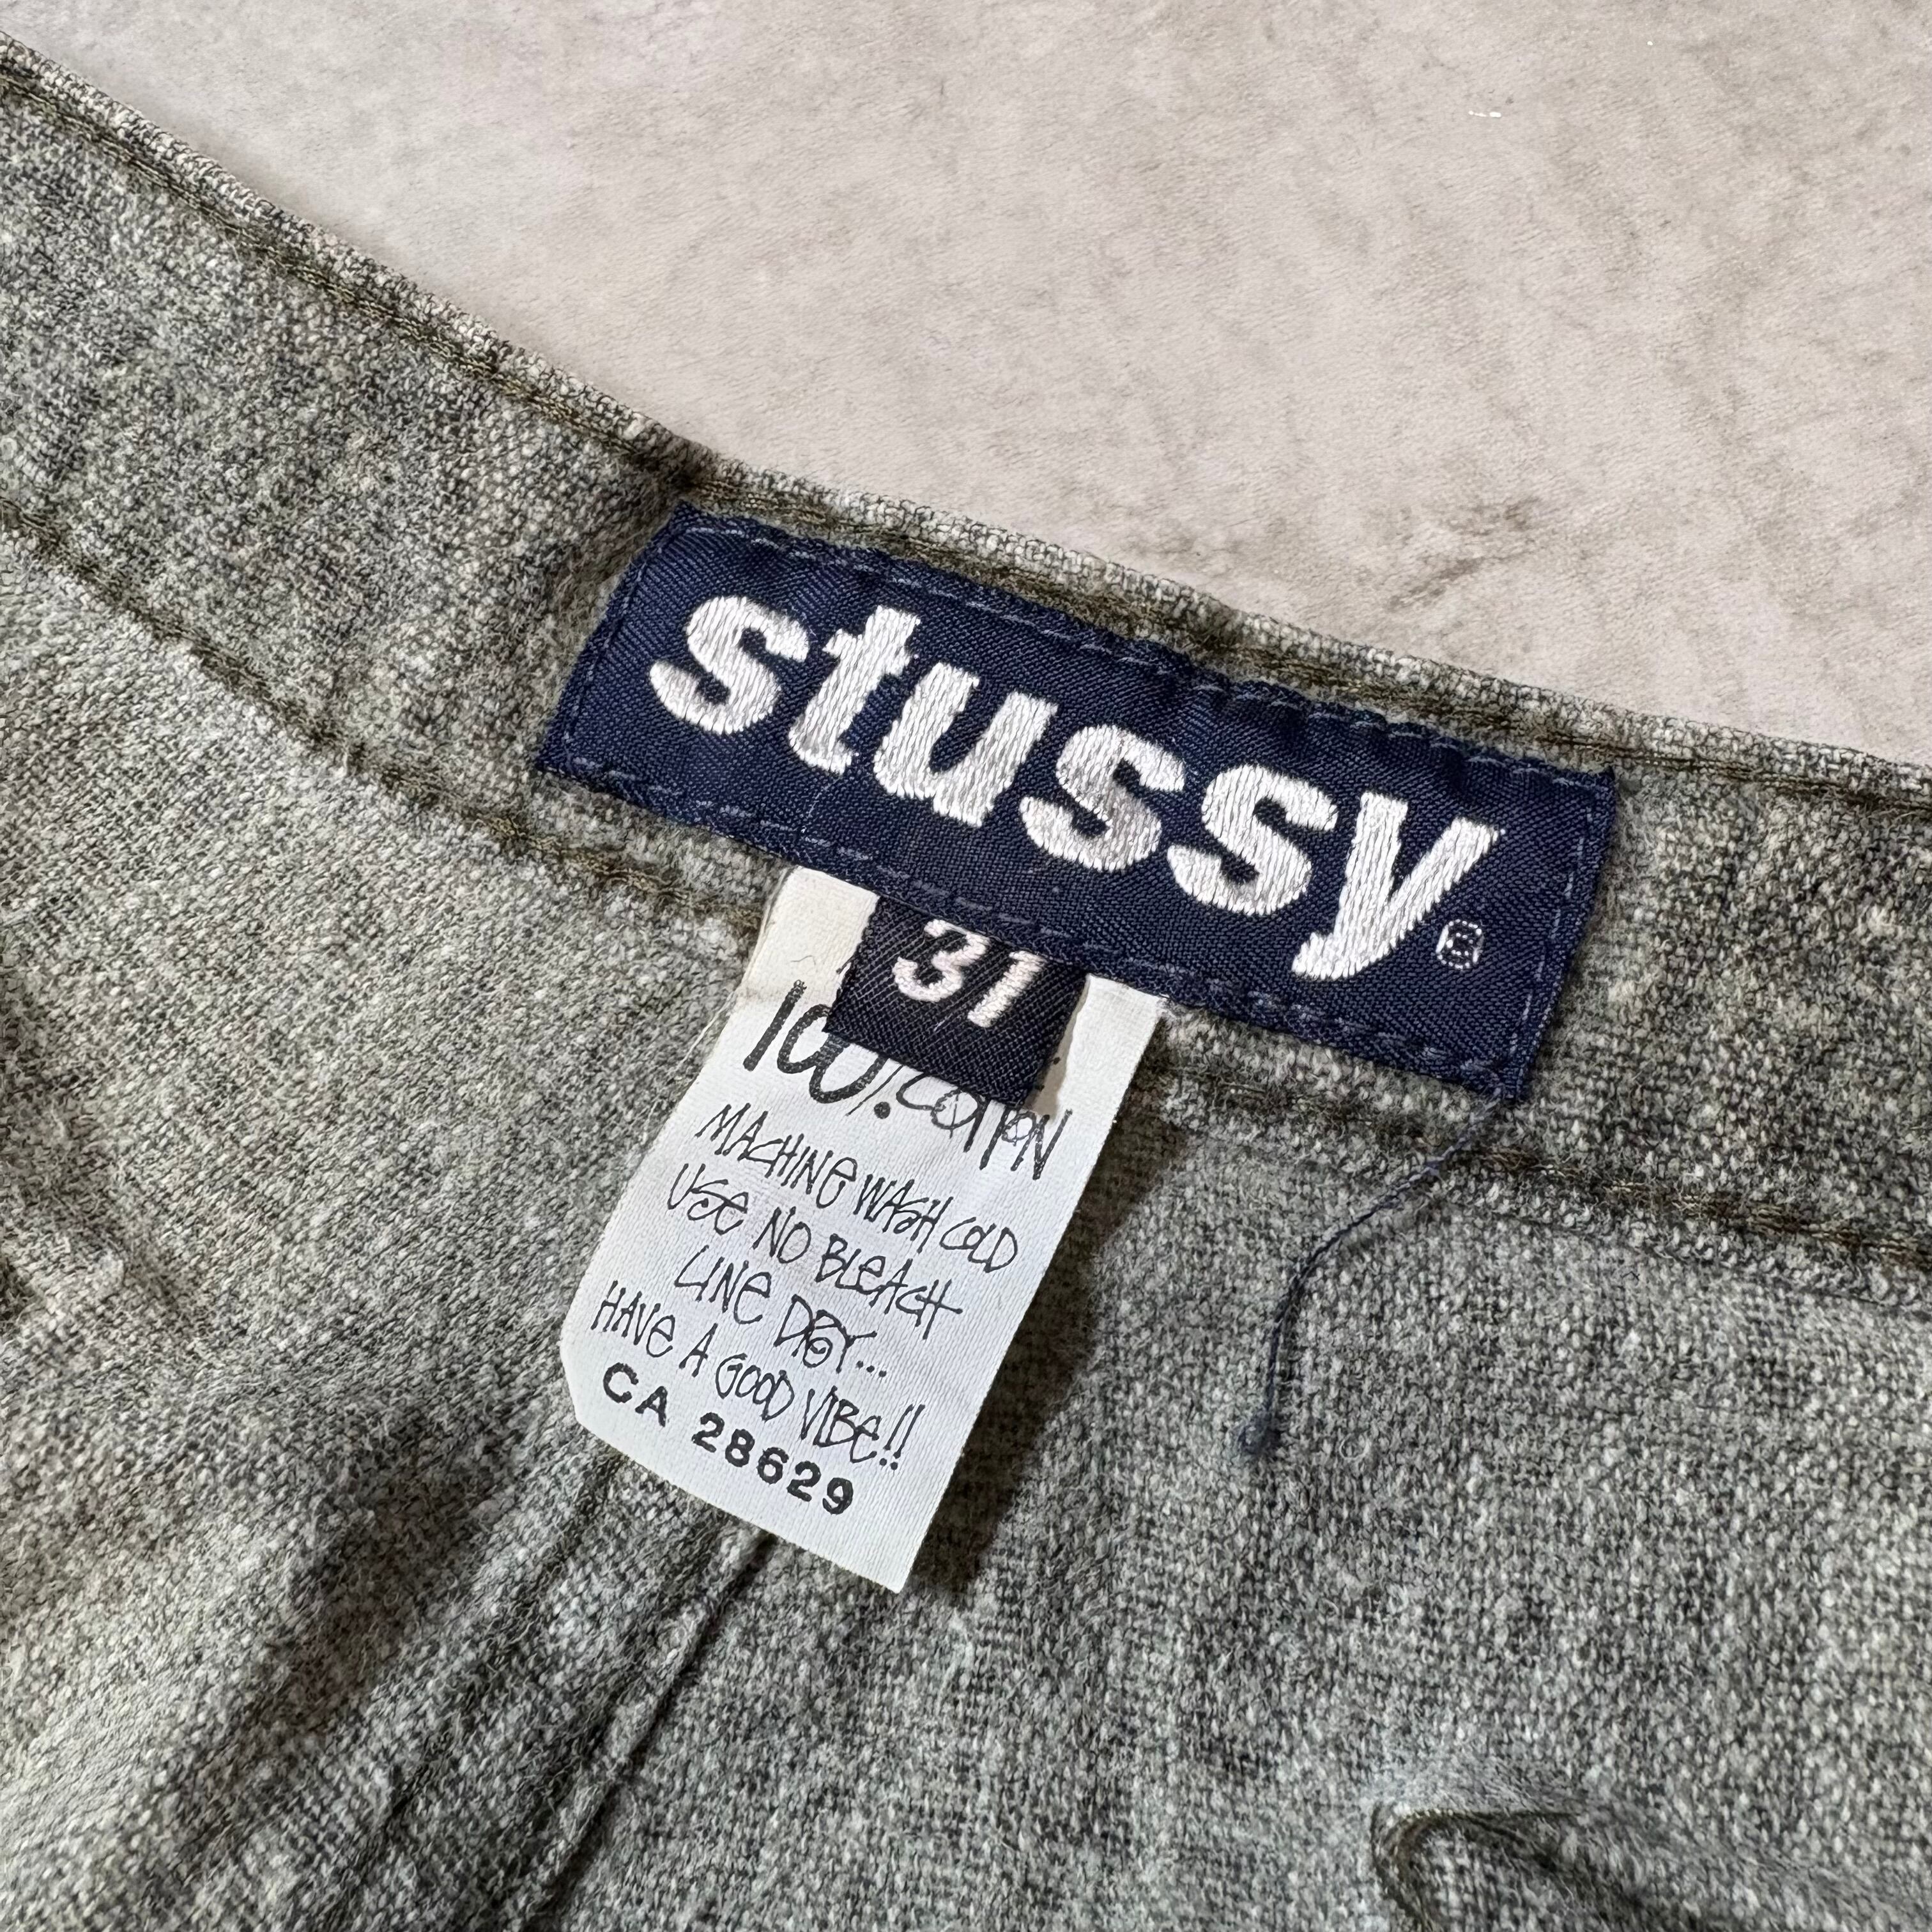 stussy®
31
100% COTTON
MACHINE WASH COLD
USE NO BLEACH
LINE DRY...
HAVE A GOOD VIBE!!
CA 28629